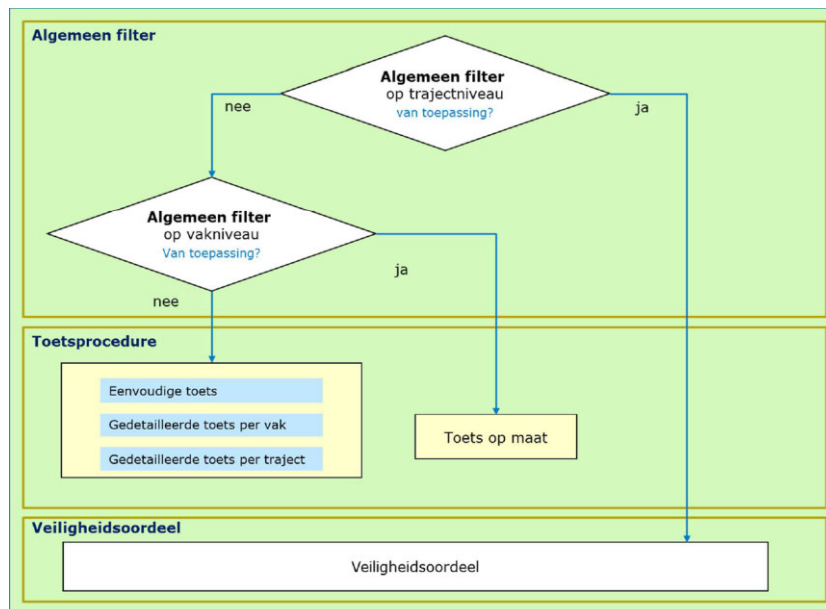 Algemeen filter
Algemeen filter
op trajectniveau
van toepassing?
nee
ja
Algemeen filter
op vakniveau
Van toepassing?
ja
nee
Toetsprocedure
Eenvoudige toets
Gedetailleerde toets per vak
Gedetailleerde toets per traject
Toets op maat
Veiligheidsoordeel
Veiligheidsoordeel